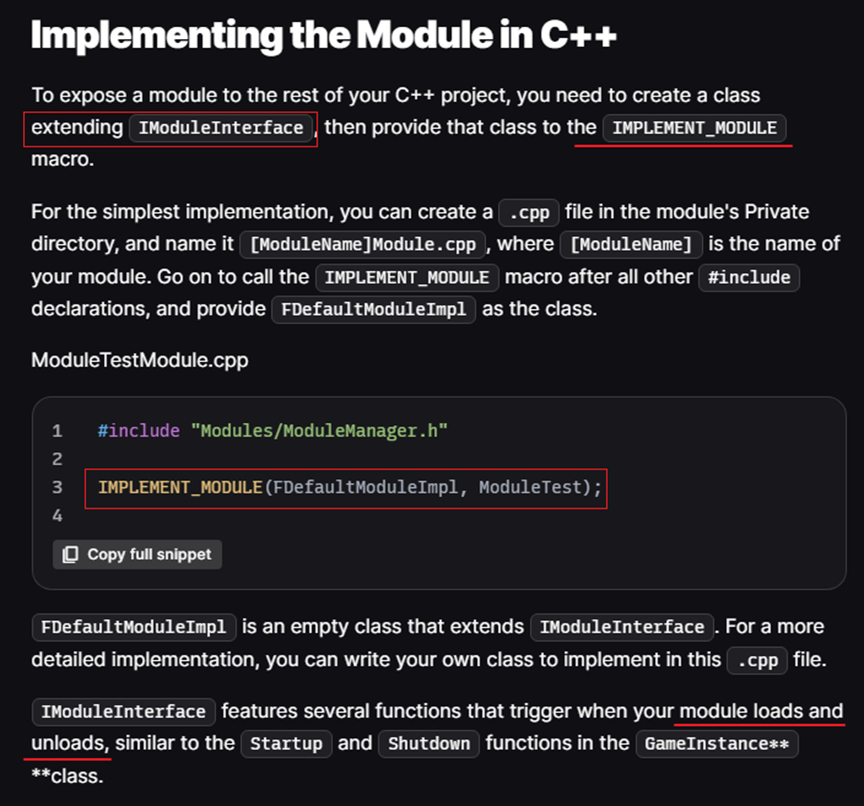 Implementing the Module in C++
To expose a module to the rest of your C++ project, you need to create a class
extending IModuleInterface, then provide that class to the IMPLEMENT_MODULE
macro.
For the simplest implementation, you can create a .cpp file in the module's Private
directory, and name it [ModuleName]Module.cpp, where [ModuleName] is the name of
your module. Go on to call the IMPLEMENT_MODULE macro after all other #include
declarations, and provide FDefaultModuleImpl as the class.
ModuleTestModule.cpp
1 #include "Modules/ModuleManager.h"
2
3 IMPLEMENT_MODULE(FDefaultModuleImpl, ModuleTest);
4
Copy full snippet
FDefaultModuleImpl is an empty class that extends IModuleInterface. For a more
detailed implementation, you can write your own class to implement in this .cpp file.
IModuleInterface features several functions that trigger when your module loads and
unloads, similar to the Startup and Shutdown functions in the GameInstance**
**class.